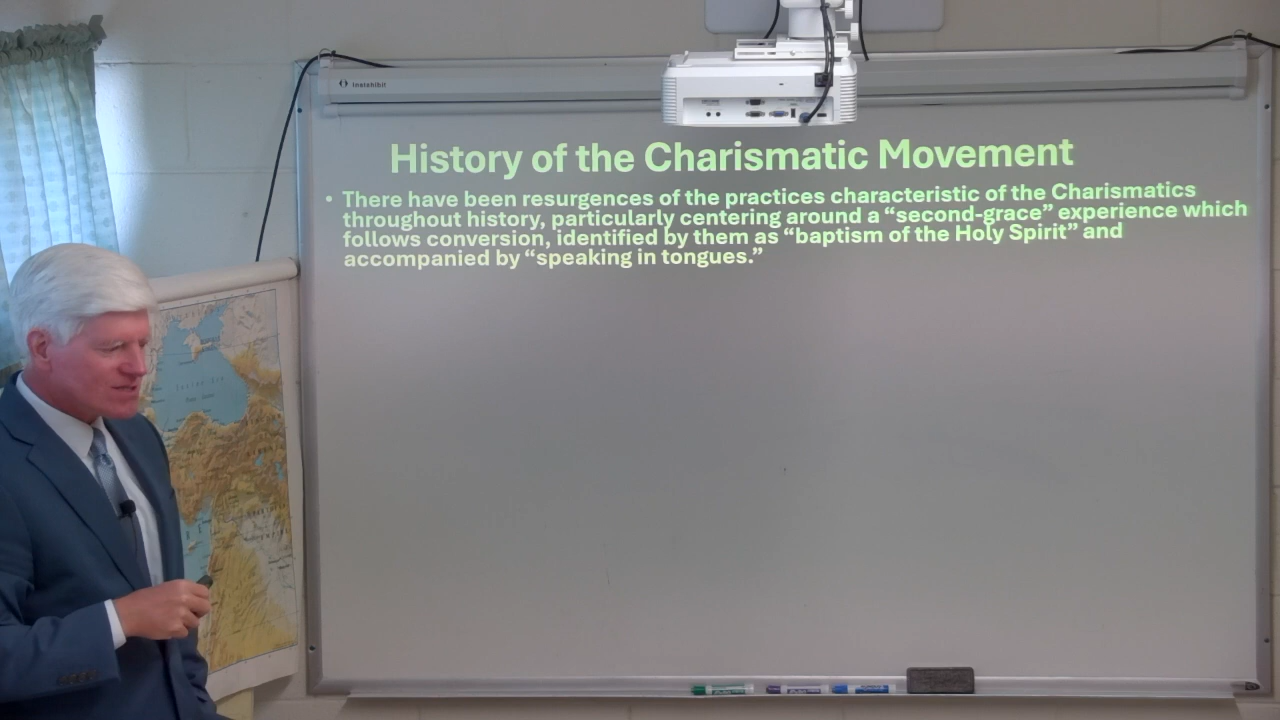 Instahibit
History of the Charismatic Movement
• There have been resurgences of the practices characteristic of the Charismatics
throughout history, particularly centering around a “second-grace” experience which
follows conversion, identified by them as “baptism of the Holy Spirit” and
accompanied by “speaking in tongues.”